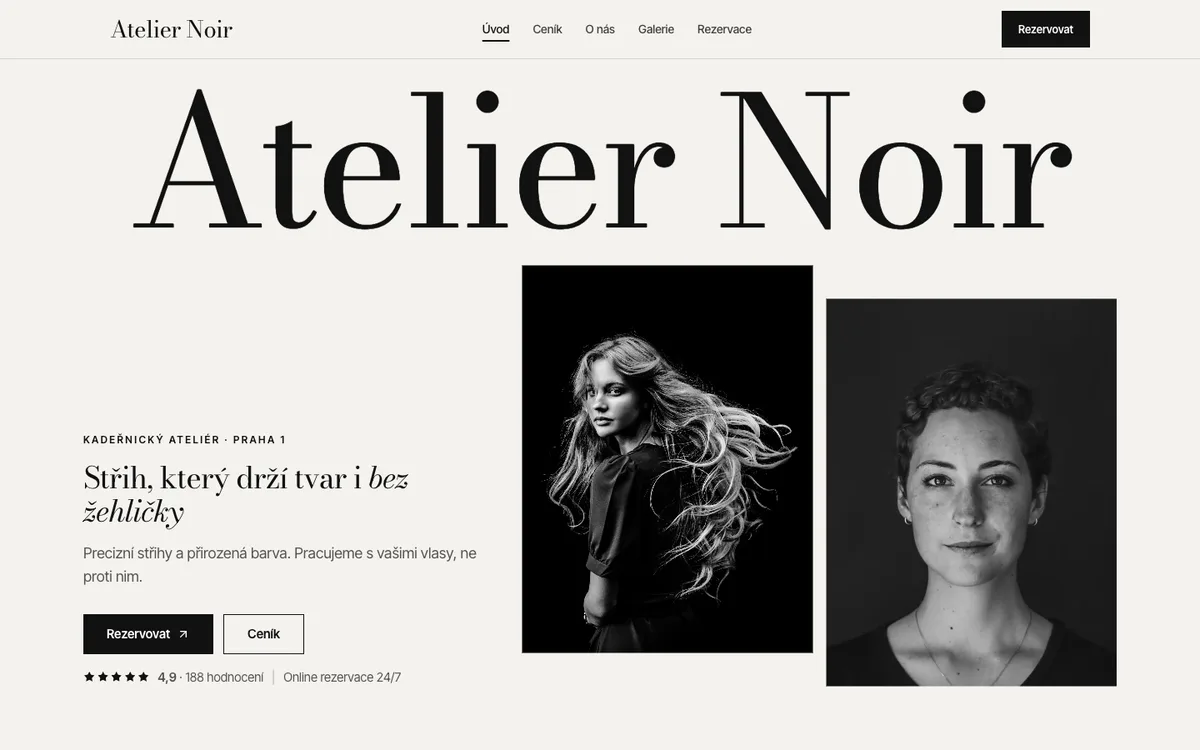 Atelier Noir
Úvod
Ceník
O nás
Galerie
Rezervace
Rezervovat
Atelier Noir
KADEŘNICKÝ ATELIÉR · PRAHA 1
Střih, který drží tvar i bez
žehličky
Precizní střihy a přirozená barva. Pracujeme s vašimi vlasy, ne
proti nim.
Rezervovat
Ceník
4,9 · 188 hodnocení | Online rezervace 24/7